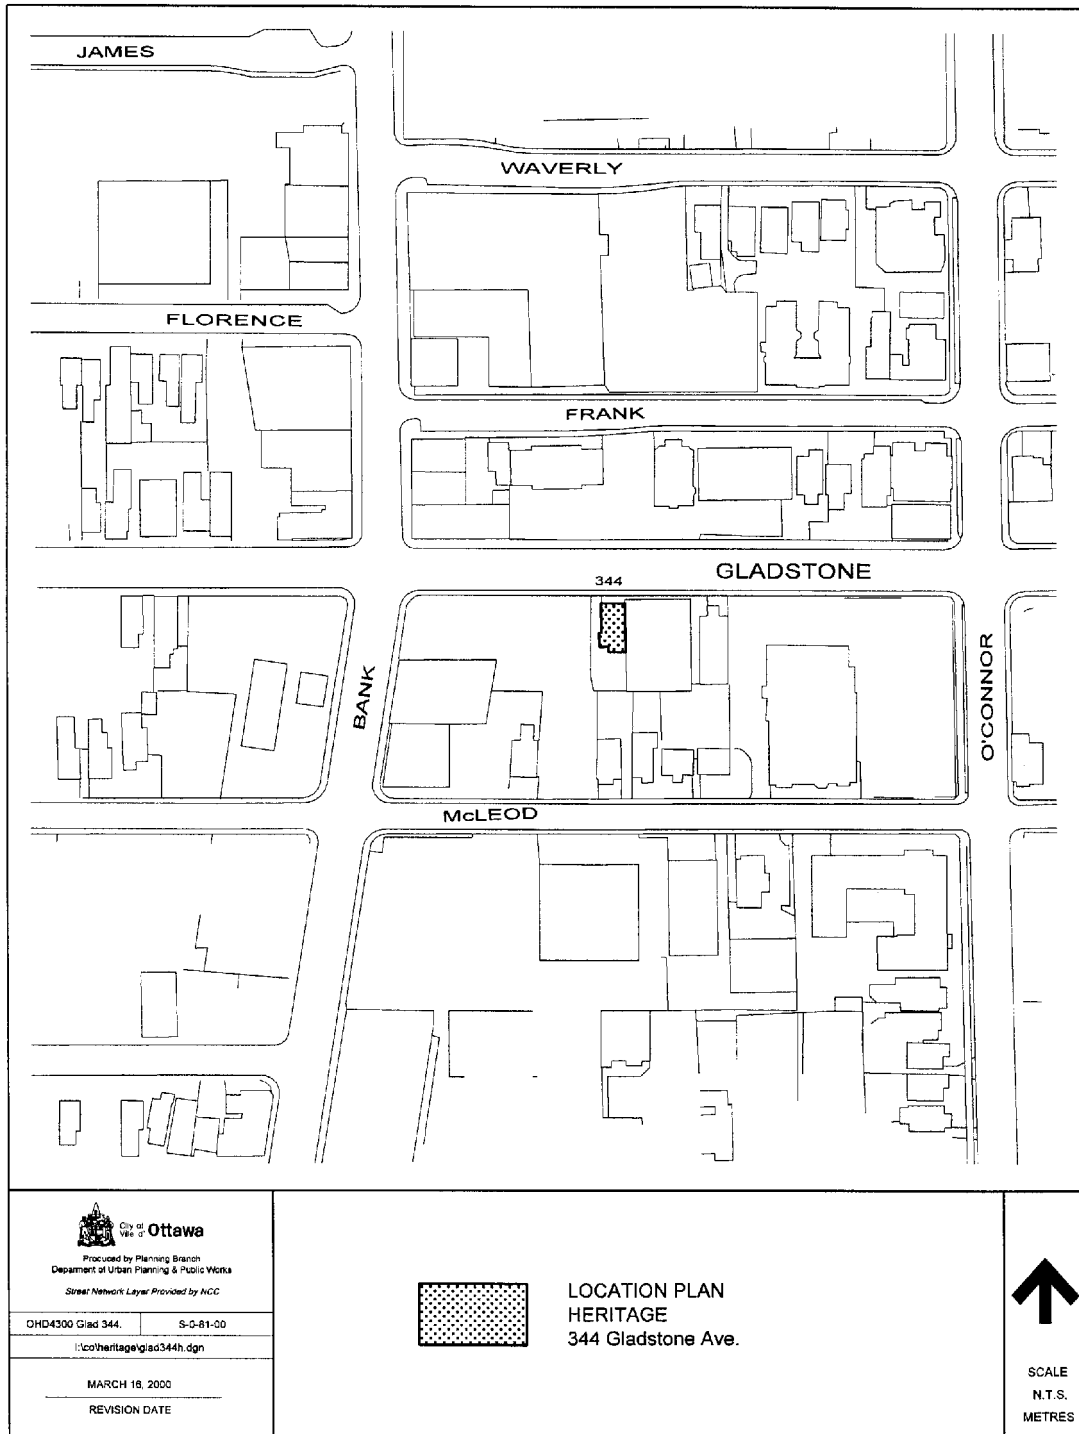 JAMES
WAVERLY
FLORENCE
FRANK
GLADSTONE
344
BANK
O'CONNOR
McLEOD
City of
Ville d'
Ottawa
Produced by Planning Branch
Department of Urban Planning & Public Works
Street Network Layer Provided by NCC
OHD4300 Glad 344.
S-0-81-00
l:\co\heritage\glad344h.dgn
MARCH 16, 2000
REVISION DATE
LOCATION PLAN
HERITAGE
344 Gladstone Ave.
SCALE
N.T.S.
METRES